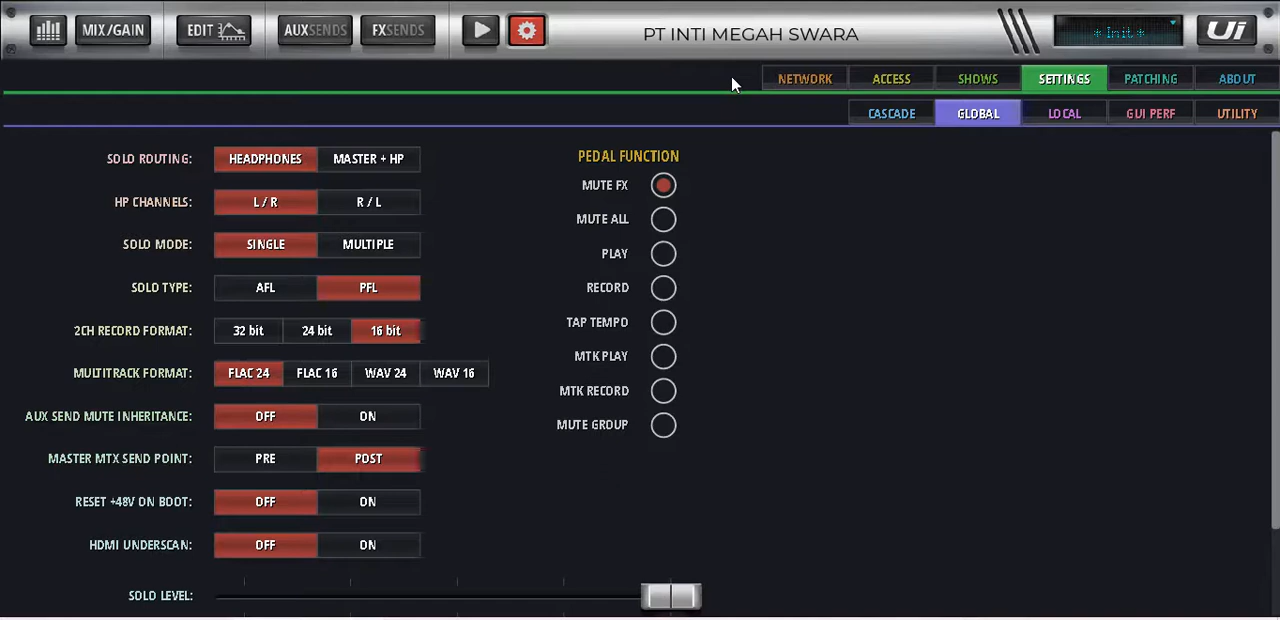 MIX/GAIN EDIT AUXSENDS FXSENDS PT INTI MEGAH SWARA * Init * Ui
NETWORK ACCESS SHOWS SETTINGS PATCHING ABOUT
CASCADE GLOBAL LOCAL GUI PERF UTILITY
SOLO ROUTING: HEADPHONES MASTER + HP
HP CHANNELS: L / R R / L
SOLO MODE: SINGLE MULTIPLE
SOLO TYPE: AFL PFL
2CH RECORD FORMAT: 32 bit 24 bit 16 bit
MULTITRACK FORMAT: FLAC 24 FLAC 16 WAV 24 WAV 16
AUX SEND MUTE INHERITANCE: OFF ON
MASTER MTX SEND POINT: PRE POST
RESET +48V ON BOOT: OFF ON
HDMI UNDERSCAN: OFF ON
SOLO LEVEL:
PEDAL FUNCTION
MUTE FX
MUTE ALL
PLAY
RECORD
TAP TEMPO
MTK PLAY
MTK RECORD
MUTE GROUP